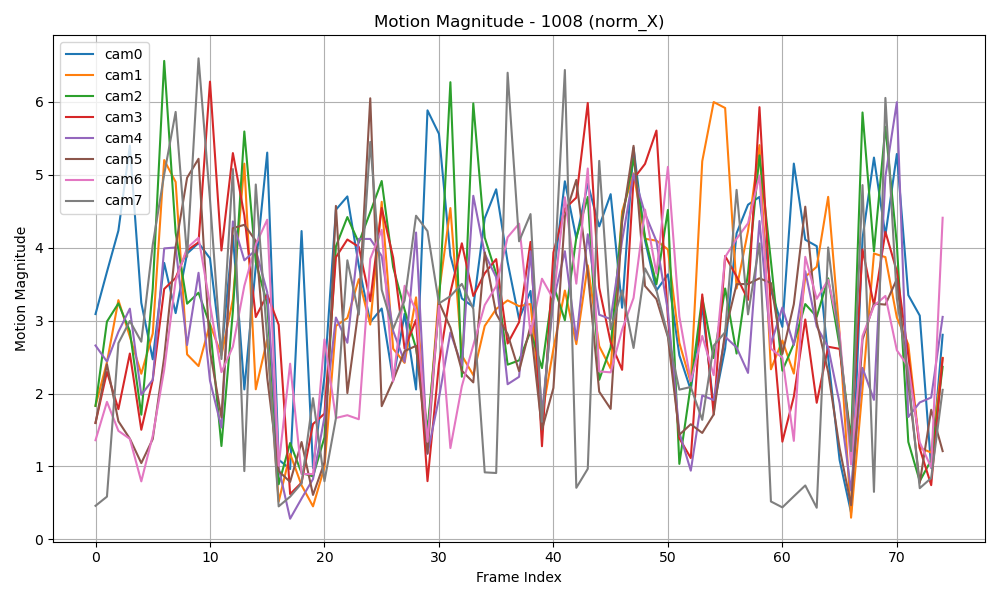 Motion Magnitude - 1008 (norm_X)
cam0
cam1
cam2
cam3
cam4
cam5
cam6
cam7
Motion Magnitude
6
5
4
3
2
1
0
0 10 20 30 40 50 60 70
Frame Index